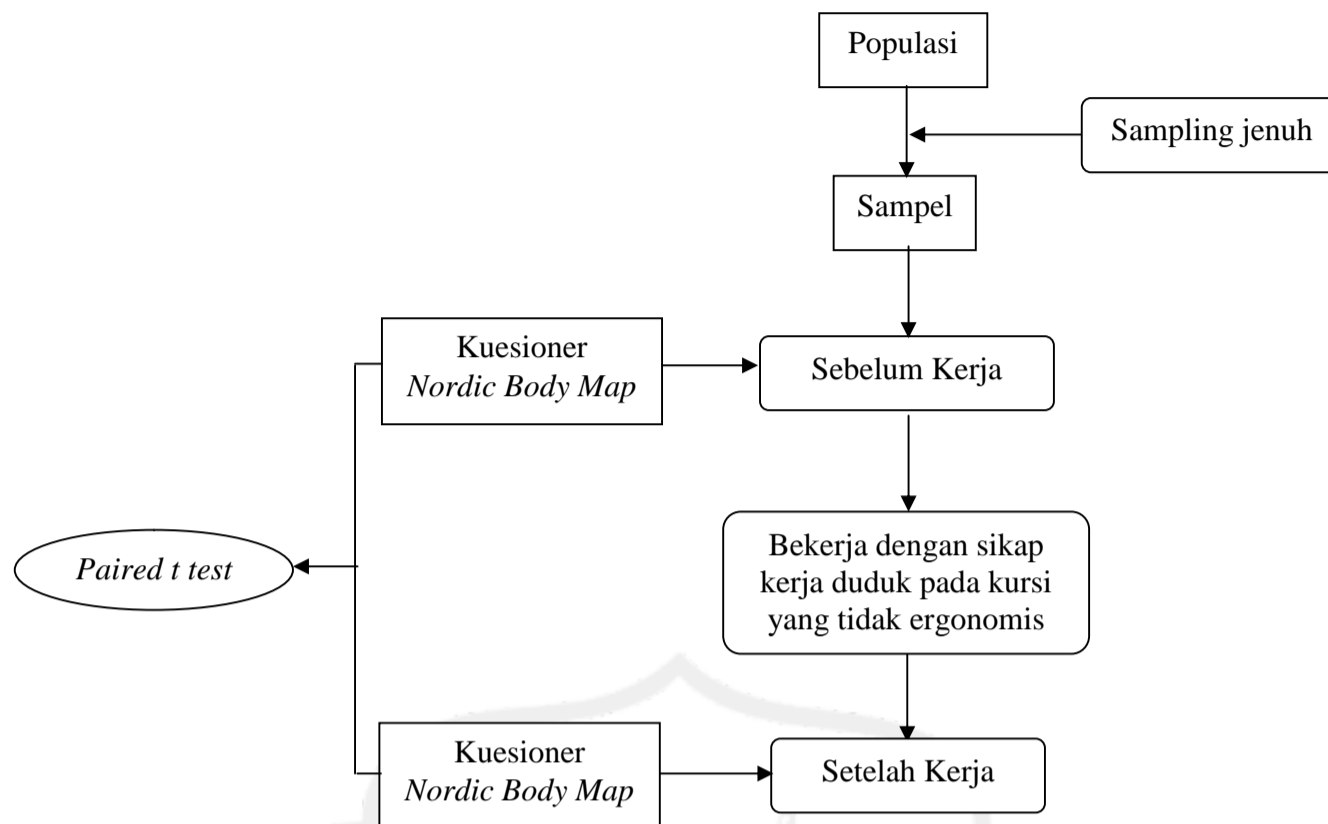 Populasi
Sampling jenuh
Sampel
Kuesioner
Nordic Body Map
Sebelum Kerja
Paired t test
Bekerja dengan sikap
kerja duduk pada kursi
yang tidak ergonomis
Kuesioner
Nordic Body Map
Setelah Kerja